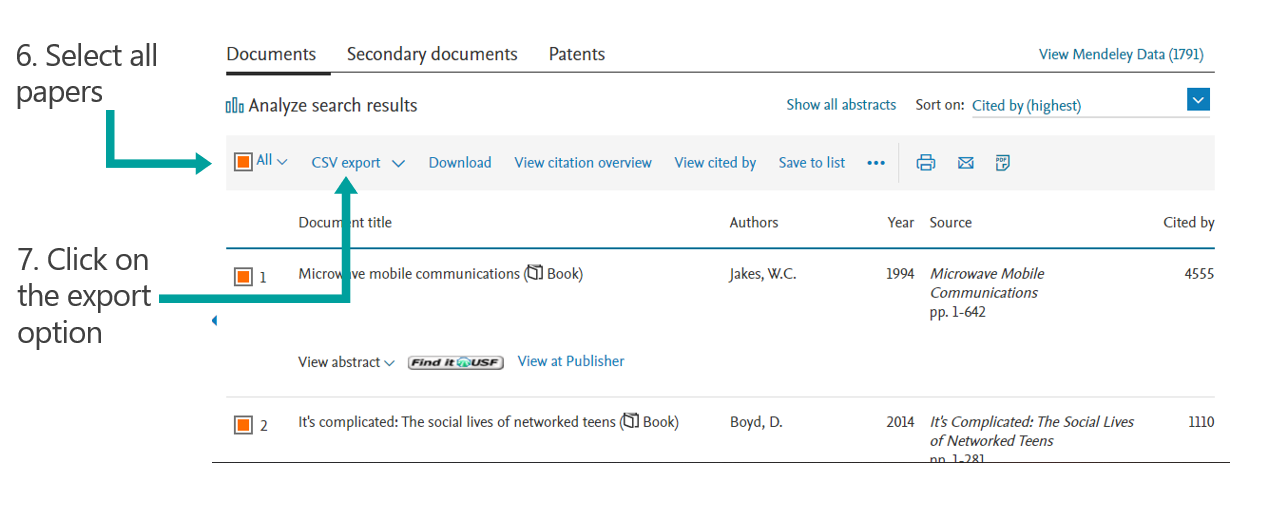 6. Select all
papers
Documents Secondary documents Patents View Mendeley Data (1791)
Analyze search results Show all abstracts Sort on: Cited by (highest)
All CSV export Download View citation overview View cited by Save to list ••• PDF
Document title Authors Year Source Cited by
7. Click on
the export
option
1 Microwave mobile communications (Book) Jakes, W.C. 1994 Microwave Mobile 4555
Communications
pp. 1-642
View abstract Find it @USF View at Publisher
2 It's complicated: The social lives of networked teens (Book) Boyd, D. 2014 It's Complicated: The Social Lives 1110
of Networked Teens
pp. 1-281